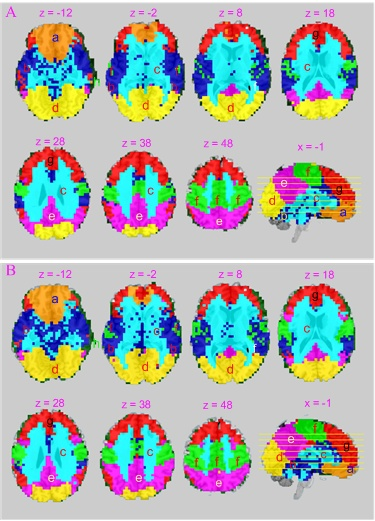 A
z = -12 z = -2 z = 8 z = 18
a g
c c
d d
z = 28 z = 38 z = 48 x = -1
g
c c f f f e f g
e e e d b c a
B
z = -12 z = -2 z = 8 z = 18
a g
c c
d d
z = 28 z = 38 z = 48 x = -1
g f
c c f f f e g
e e d c a